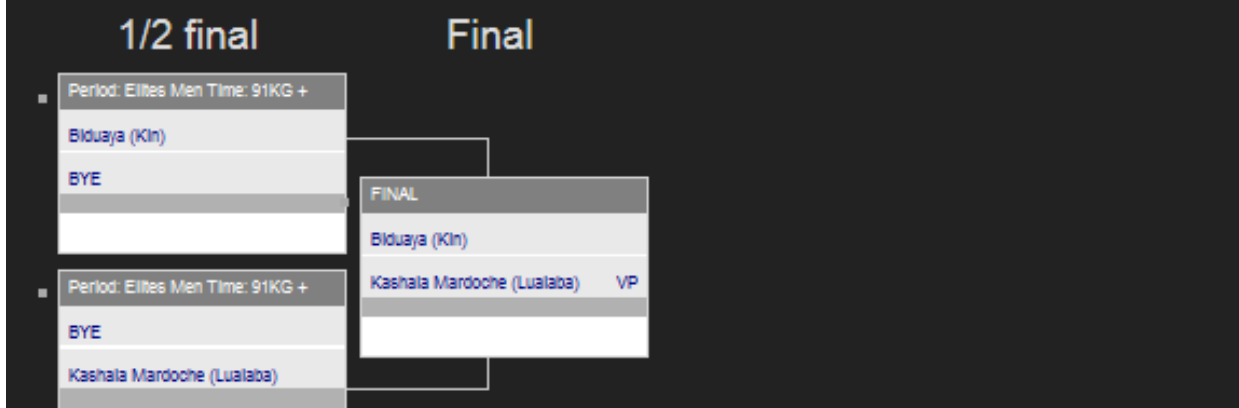 1/2 final
Final
Period: Elites Men Time: 91KG +
Biduaya (Kin)
BYE
FINAL
Biduaya (Kin)
Kashala Mardoche (Lualaba) VP
Period: Elites Men Time: 91KG +
BYE
Kashala Mardoche (Lualaba)